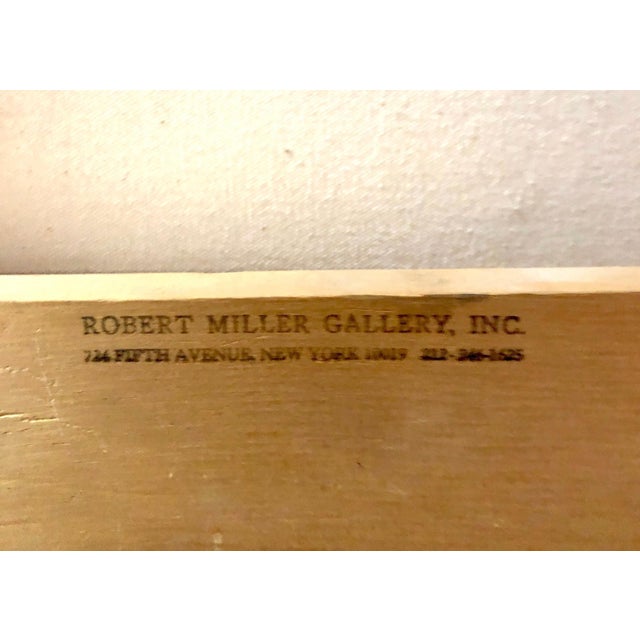 ROBERT MILLER GALLERY, INC.
724 FIFTH AVENUE, NEW YORK 10019 212-246-1625